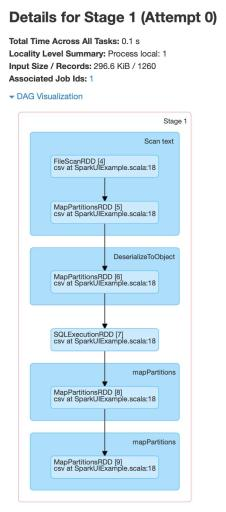 Details for Stage 1 (Attempt 0)
Total Time Across All Tasks: 0.1 s
Locality Level Summary: Process local: 1
Input Size / Records: 296.6 KiB / 1260
Associated Job Ids: 1
DAG Visualization
Stage 1
Scan text
FileScanRDD [4]
csv at SparkUIExample.scala:18
MapPartitionsRDD [5]
csv at SparkUIExample.scala:18
DeserializeToObject
MapPartitionsRDD [6]
csv at SparkUIExample.scala:18
SQLExecutionRDD [7]
csv at SparkUIExample.scala:18
mapPartitions
MapPartitionsRDD [8]
csv at SparkUIExample.scala:18
mapPartitions
MapPartitionsRDD [9]
csv at SparkUIExample.scala:18